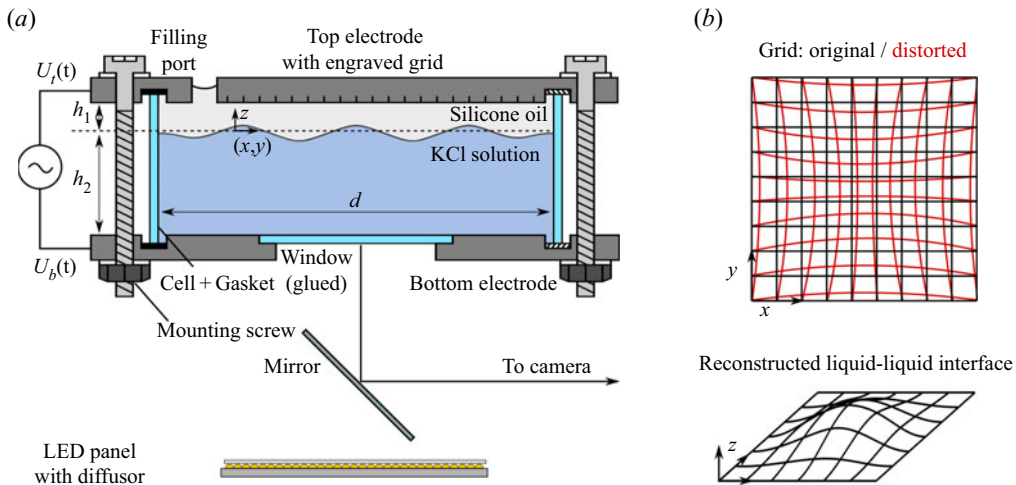 (a)
Filling
port
Top electrode
with engraved grid
U_t(t)
h_1
z
Silicone oil
(x,y)
KCl solution
h_2
d
U_b(t)
Window
(glued)
Cell + Gasket
Bottom electrode
Mounting screw
Mirror
To camera
LED panel
with diffusor
(b)
Grid: original / distorted
y
x
Reconstructed liquid-liquid interface
z